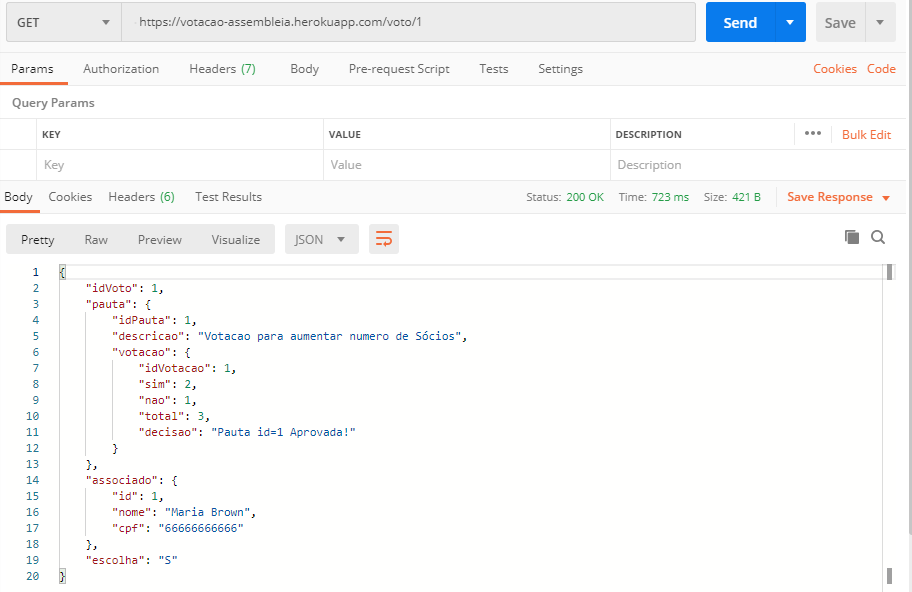 GET https://votacao-assembleia.herokuapp.com/voto/1 Send Save
Params Authorization Headers (7) Body Pre-request Script Tests Settings Cookies Code
Query Params
KEY VALUE DESCRIPTION ••• Bulk Edit
Key Value Description
Body Cookies Headers (6) Test Results Status: 200 OK Time: 723 ms Size: 421 B Save Response
Pretty Raw Preview Visualize JSON
1 {
2 "idVoto": 1,
3 "pauta": {
4 "idPauta": 1,
5 "descricao": "Votacao para aumentar numero de Sócios",
6 "votacao": {
7 "idVotacao": 1,
8 "sim": 2,
9 "nao": 1,
10 "total": 3,
11 "decisao": "Pauta id=1 Aprovada!"
12 }
13 },
14 "associado": {
15 "id": 1,
16 "nome": "Maria Brown",
17 "cpf": "66666666666"
18 },
19 "escolha": "S"
20 }